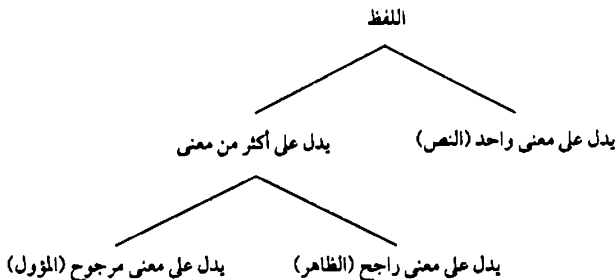 اللفظ
يدل على معنى واحد (النص)
يدل على أكثر من معنى
يدل على معنى راجح (الظاهر)
يدل على معنى مرجوح (المؤول)